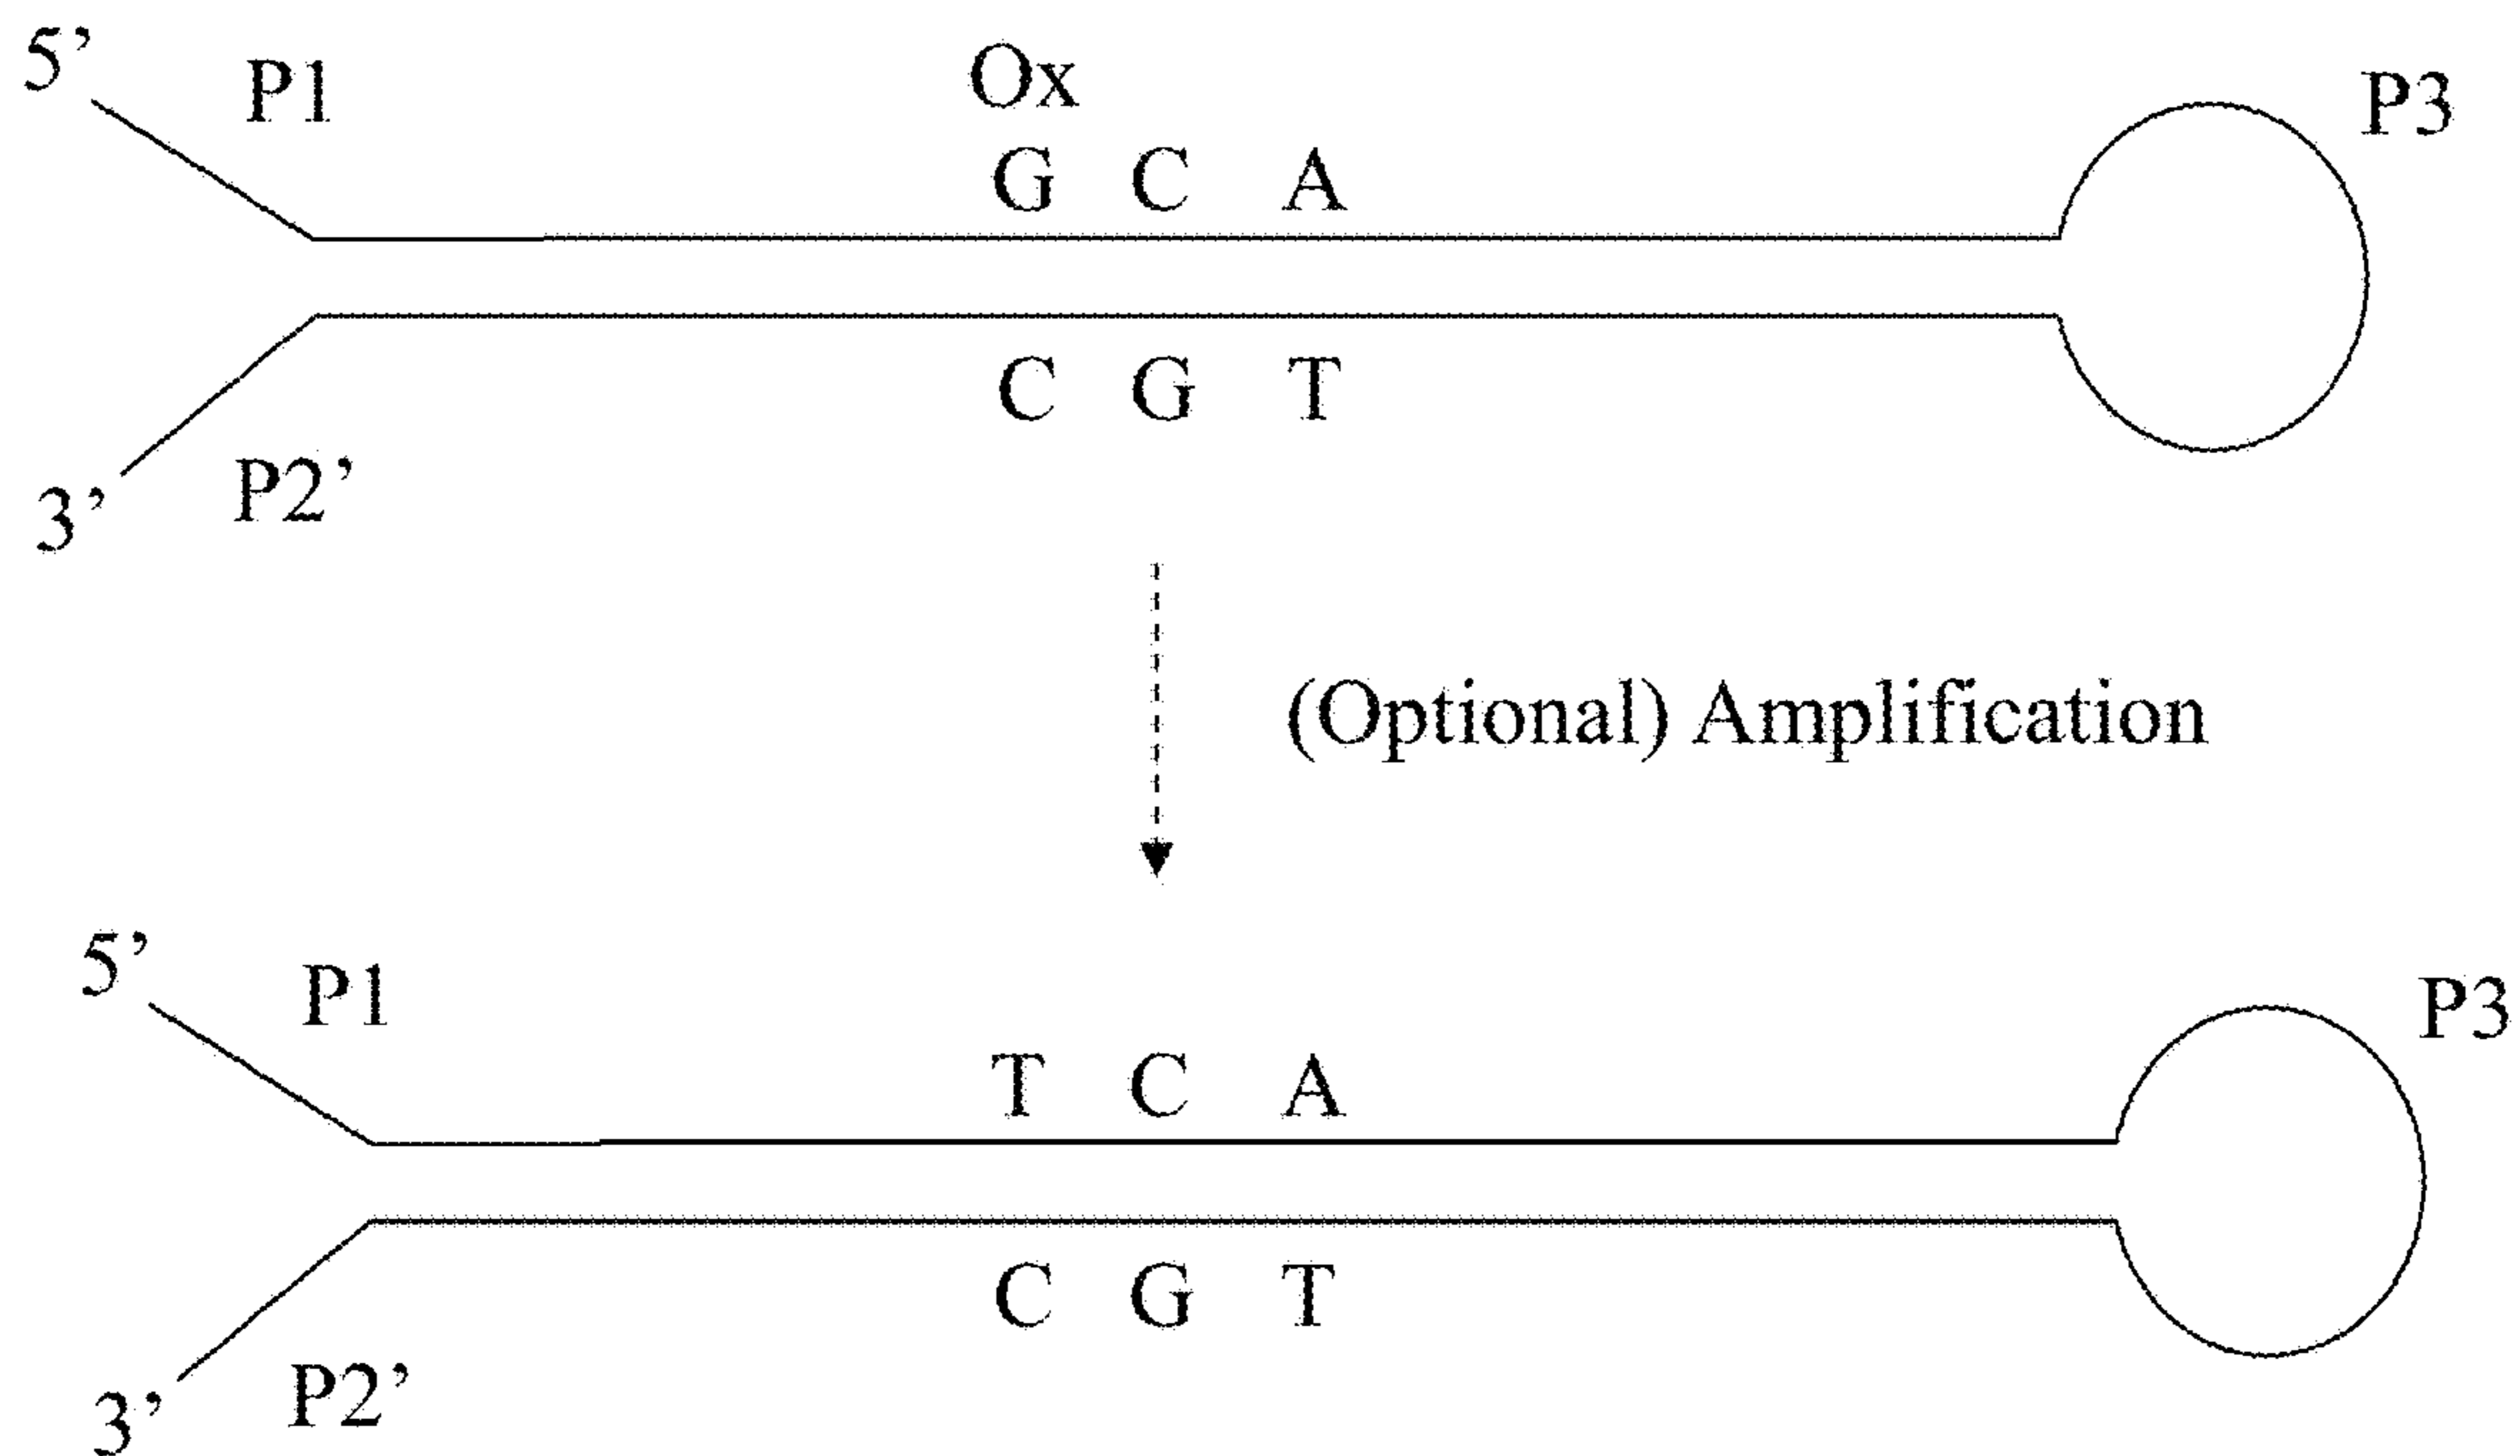 5’ P1 Ox P3
G C A
C G T
3’ P2’
(Optional) Amplification
5’ P1 P3
T C A
C G T
3’ P2’